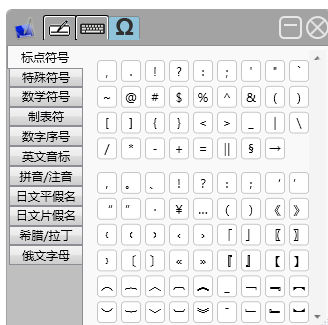 Ω
标点符号
特殊符号
数学符号
制表符
数字序号
英文音标
拼音/注音
日文平假名
日文片假名
希腊/拉丁
俄文字母
, . ! ? : ; ' " `
~ @ # $ % ^ & ( )
[ ] { } < > _ | \
/ * - + = ‖ § →
, 。 、 ! ? : ; ‘ ’
“ ” · ¥ … ( ) 《 》
‹ › 「 」 〖 〗
〔 〕 « » 『 』 【 】